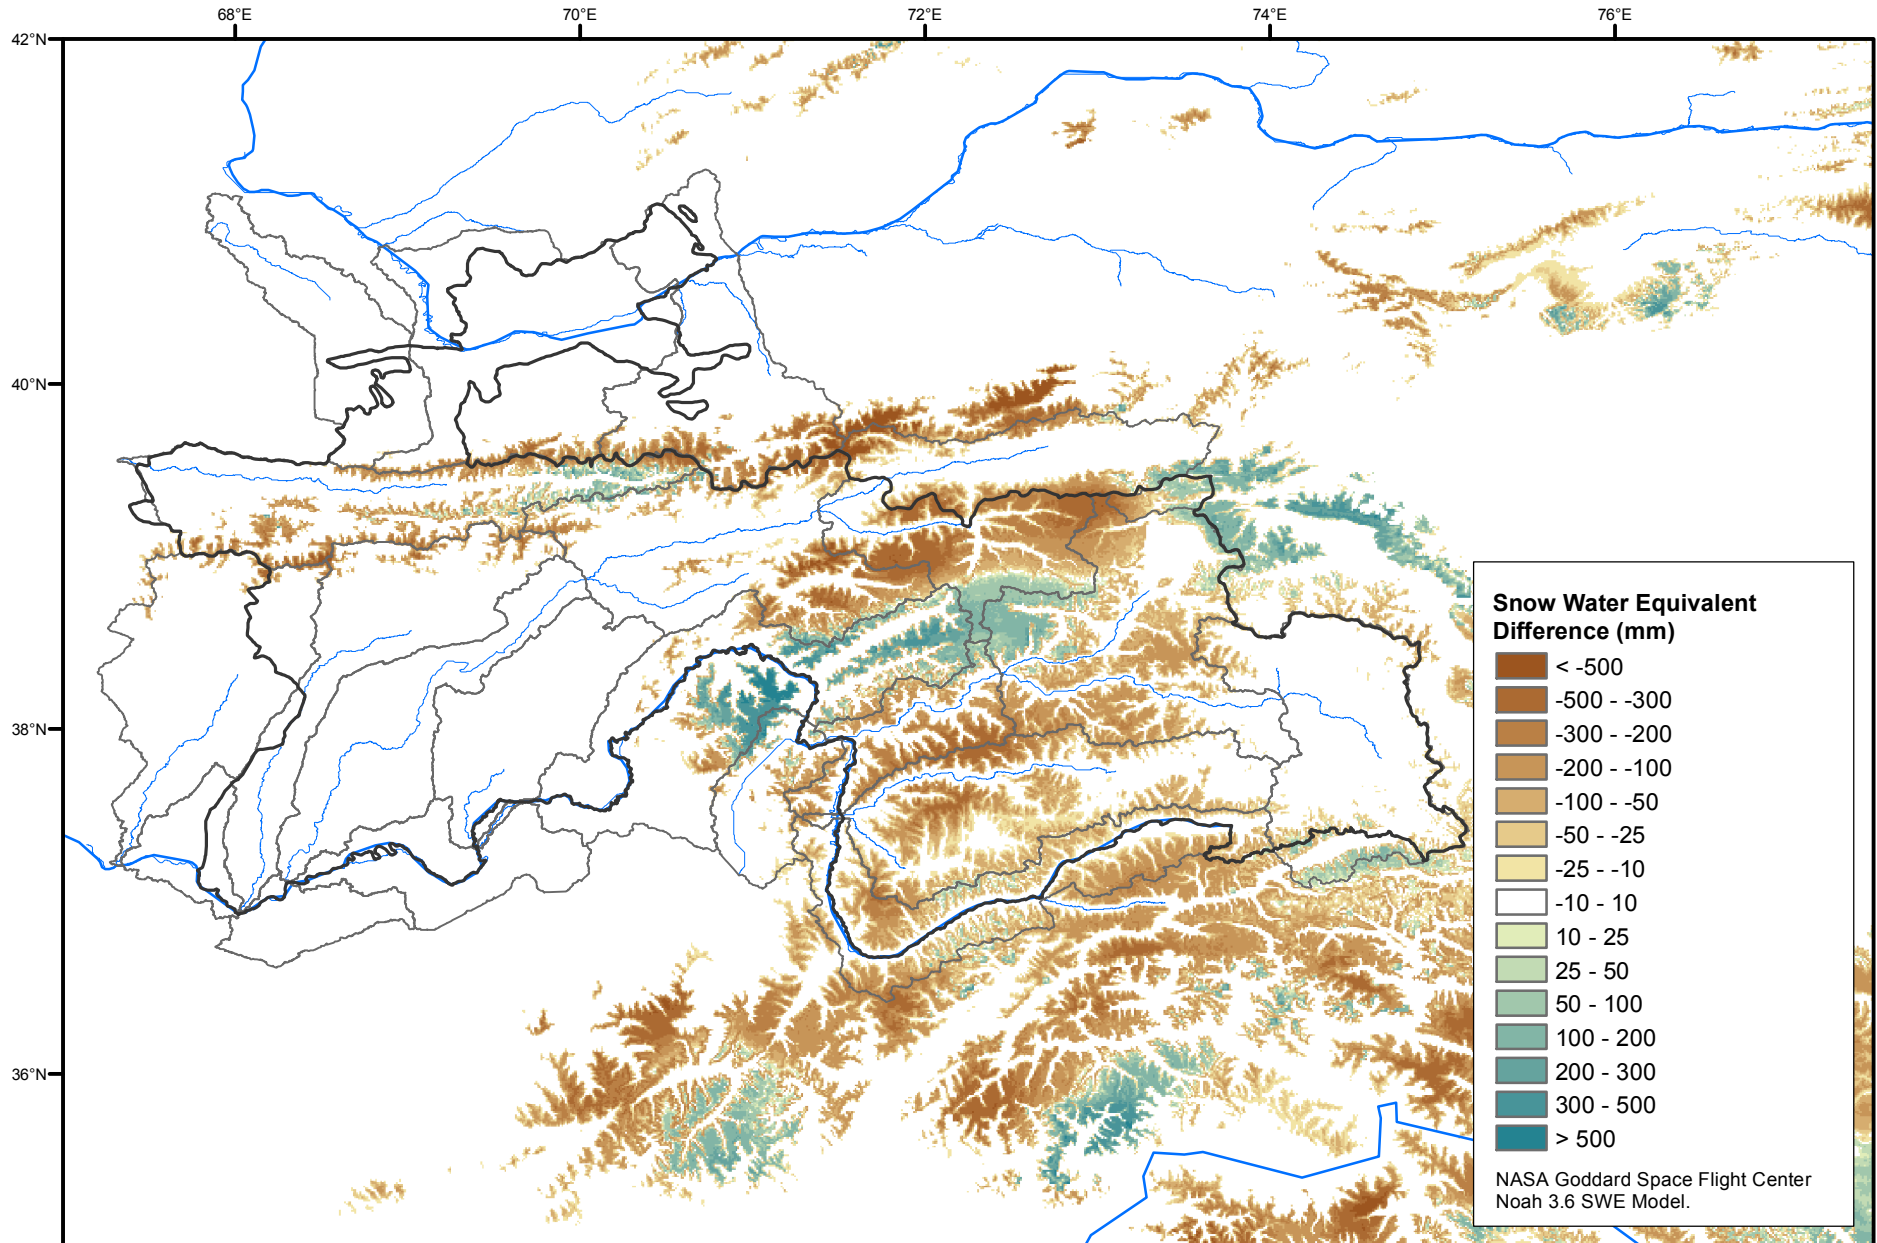 68°E 70°E 72°E 74°E 76°E
42°N
40°N
38°N
36°N
Snow Water Equivalent
Difference (mm)
< -500
-500 - -300
-300 - -200
-200 - -100
-100 - -50
-50 - -25
-25 - -10
-10 - 10
10 - 25
25 - 50
50 - 100
100 - 200
200 - 300
300 - 500
> 500
NASA Goddard Space Flight Center
Noah 3.6 SWE Model.